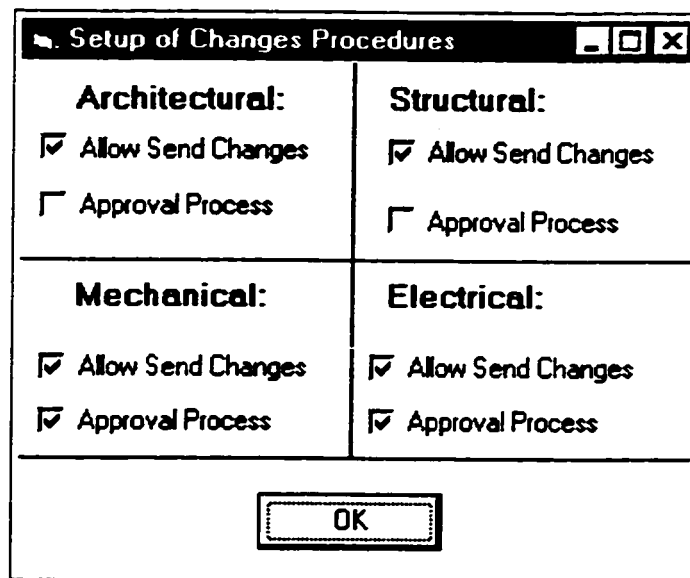 Setup of Changes Procedures
Architectural:
Allow Send Changes
Approval Process
Structural:
Allow Send Changes
Approval Process
Mechanical:
Allow Send Changes
Approval Process
Electrical:
Allow Send Changes
Approval Process
OK